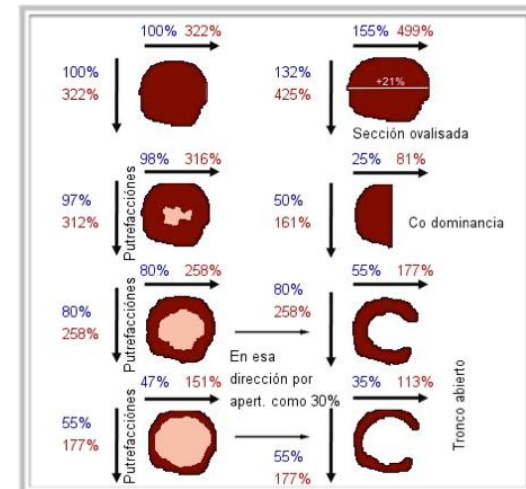 100% 322%
155% 499%
100%
322%
132%
425%
+21%
Sección ovalisada
98% 316%
25% 81%
97%
312%
Putrefacciónes
50%
161%
Co dominancia
80% 258%
55% 177%
80%
258%
Putrefacciónes
80%
258%
En esa
dirección por
apert. como 30%
47% 151%
35% 113%
55%
177%
Putrefacciónes
55%
177%
Tronco abierto